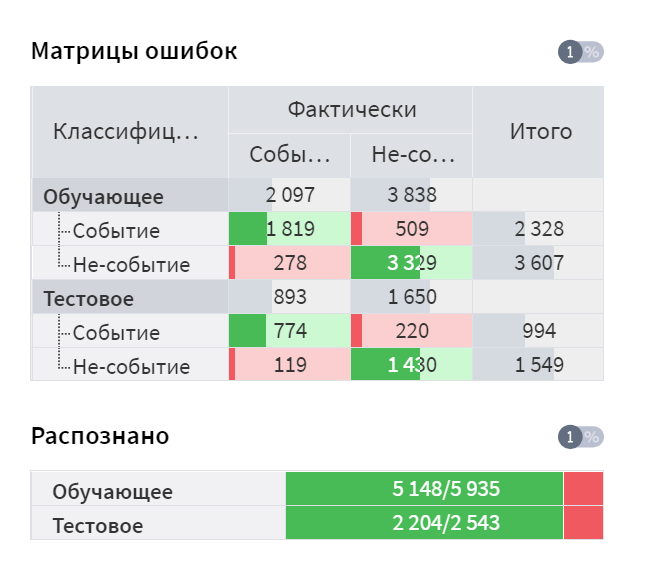 Матрицы ошибок
1 %
Классифиц... Фактически Итого
Собы... Не-со...
Обучающее 2 097 3 838
Событие 1 819 509 2 328
Не-событие 278 3 329 3 607
Тестовое 893 1 650
Событие 774 220 994
Не-событие 119 1 430 1 549
Распознано
1 %
Обучающее 5 148/5 935
Тестовое 2 204/2 543